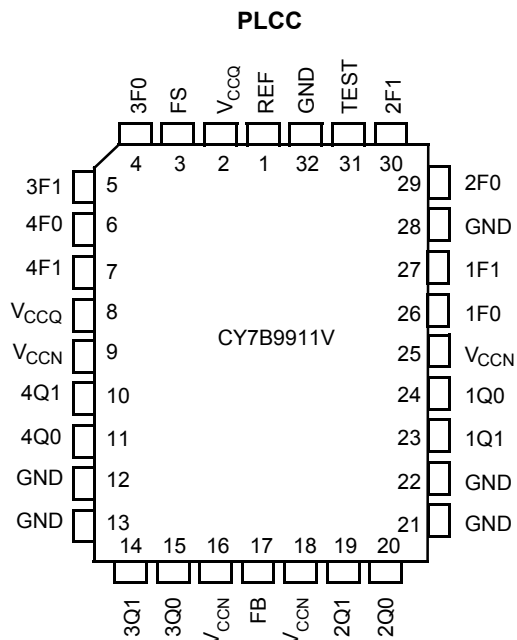 PLCC
3F0
FS
VCCQ
REF
GND
TEST
2F1
4
3
2
1
32
31
30
3F1
5
4F0
6
4F1
7
VCCQ
8
VCCN
9
4Q1
10
4Q0
11
GND
12
GND
13
CY7B9911V
29
2F0
28
GND
27
1F1
26
1F0
25
VCCN
24
1Q0
23
1Q1
22
GND
21
GND
14
15
16
17
18
19
20
3Q1
3Q0
VCCN
FB
VCCN
2Q1
2Q0